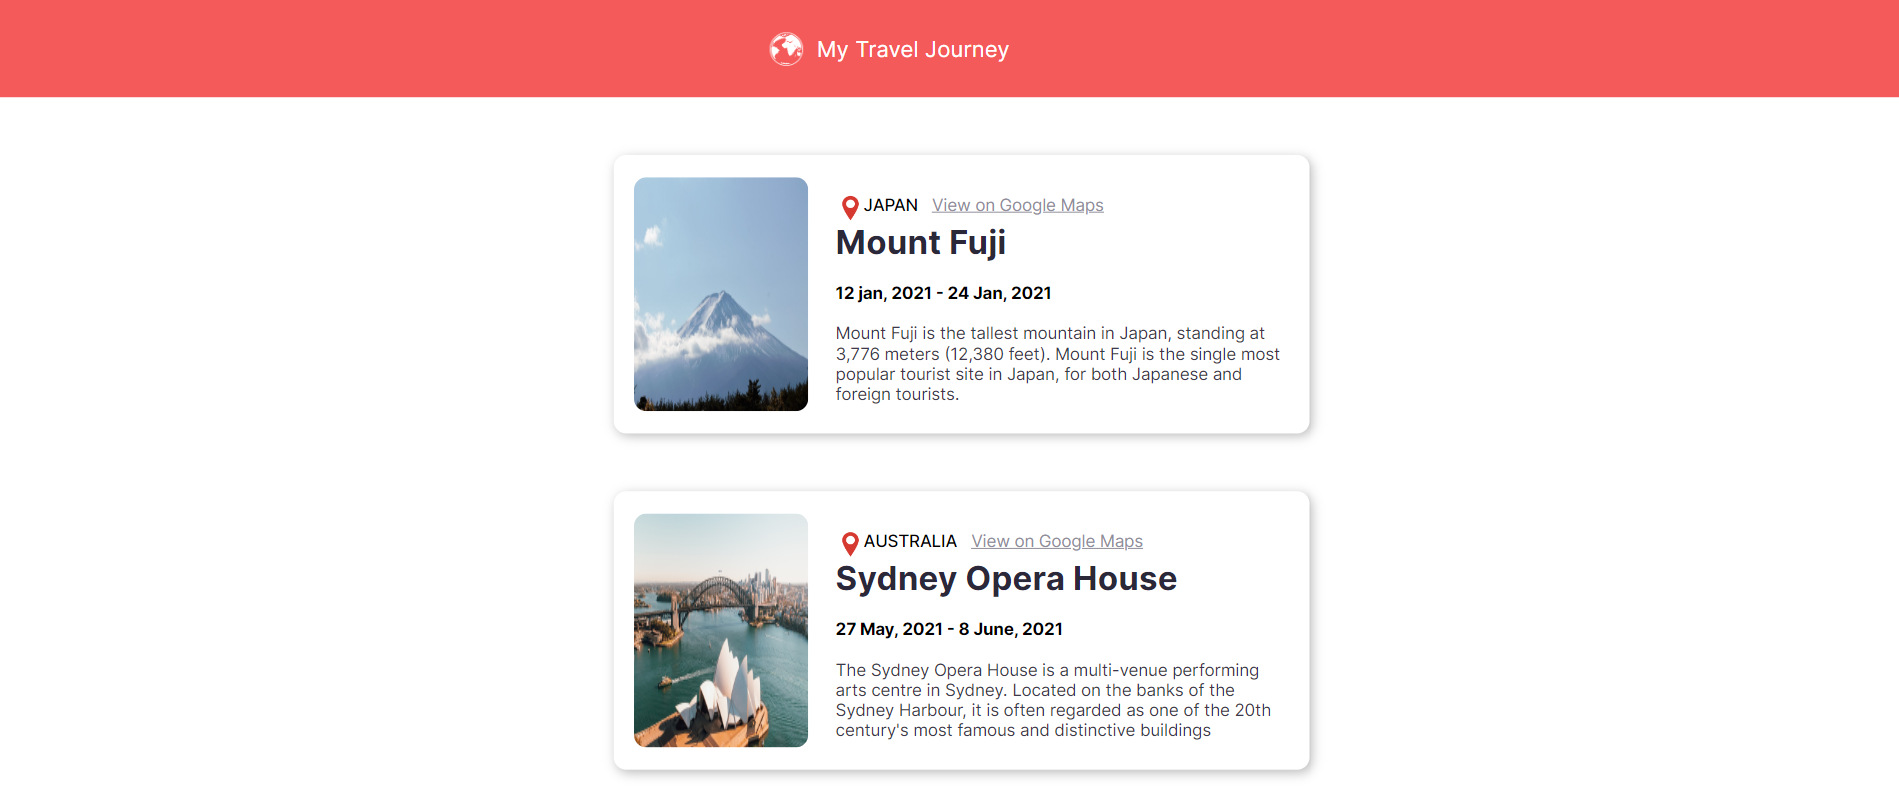 My Travel Journey
JAPAN View on Google Maps
Mount Fuji
12 jan, 2021 - 24 Jan, 2021
Mount Fuji is the tallest mountain in Japan, standing at
3,776 meters (12,380 feet). Mount Fuji is the single most
popular tourist site in Japan, for both Japanese and
foreign tourists.
AUSTRALIA View on Google Maps
Sydney Opera House
27 May, 2021 - 8 June, 2021
The Sydney Opera House is a multi-venue performing
arts centre in Sydney. Located on the banks of the
Sydney Harbour, it is often regarded as one of the 20th
century's most famous and distinctive buildings